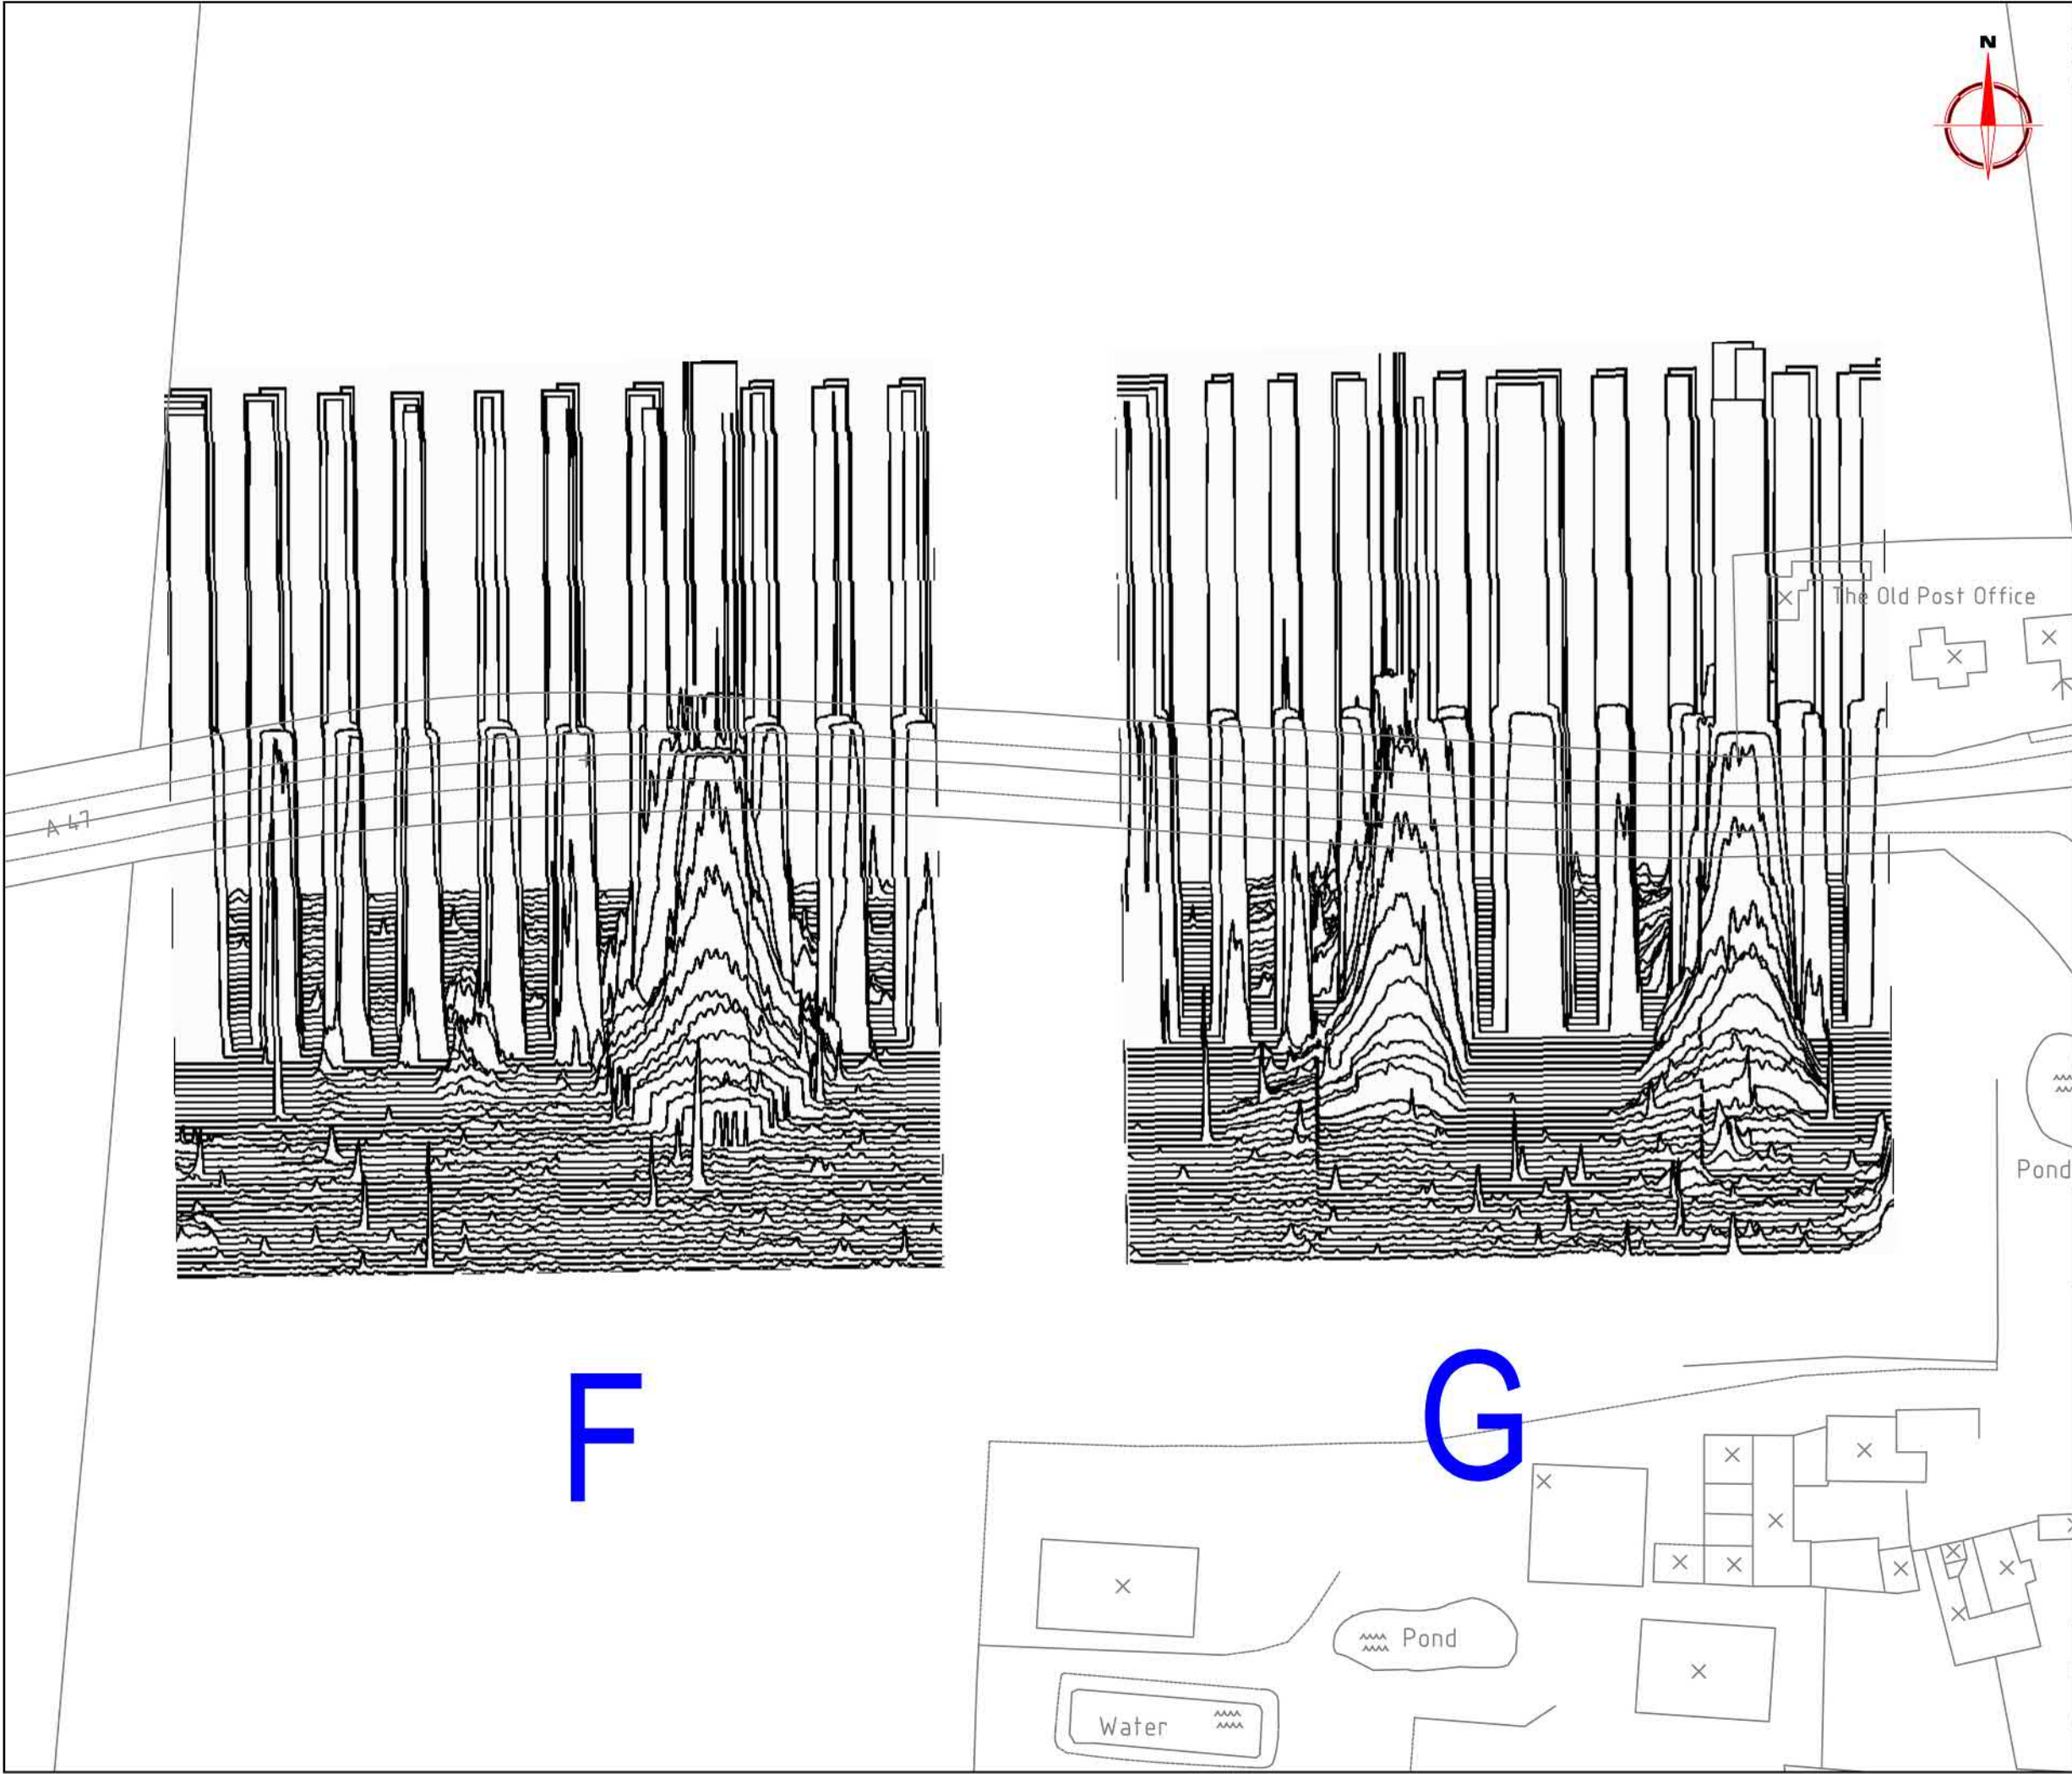 N
The Old Post Office
A 47
Pond
F
G
Pond
Water